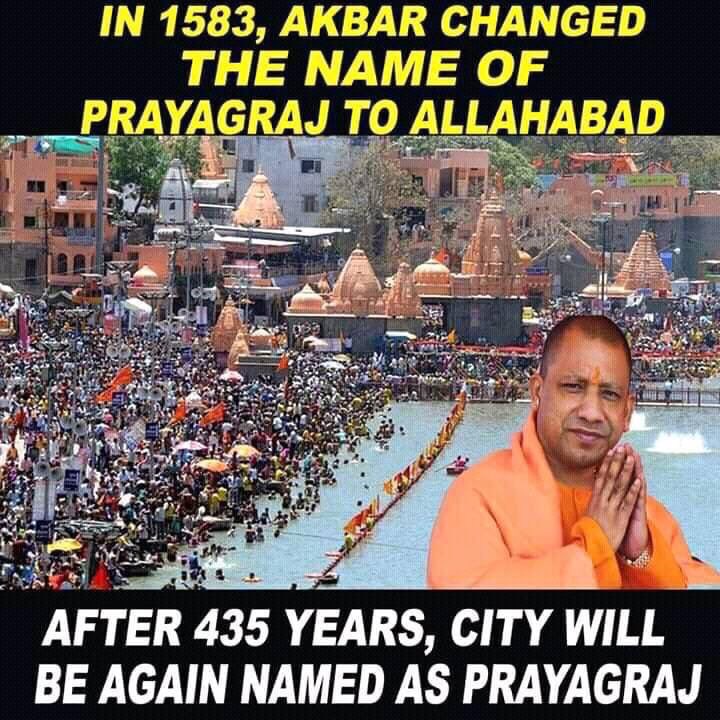 IN 1583, AKBAR CHANGED
THE NAME OF
PRAYAGRAJ TO ALLAHABAD
AFTER 435 YEARS, CITY WILL
BE AGAIN NAMED AS PRAYAGRAJ